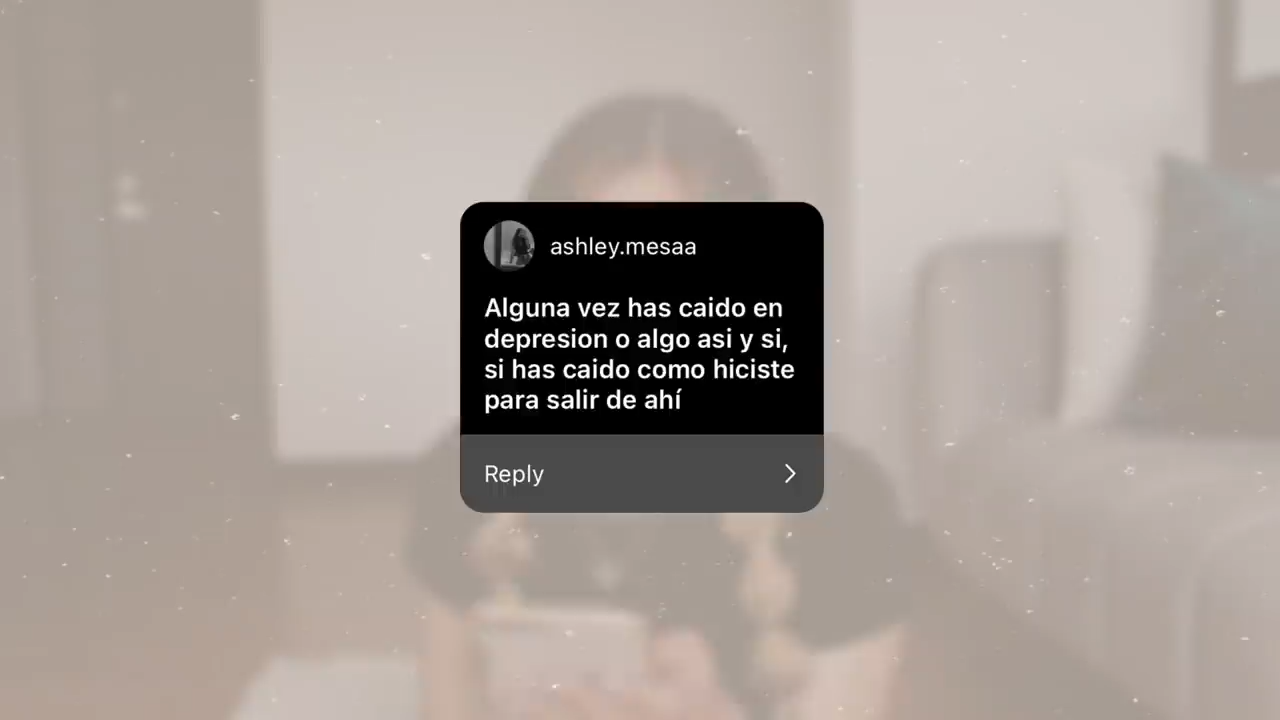 ashley.mesaa
Alguna vez has caido en
depresion o algo asi y si,
si has caido como hiciste
para salir de ahí
Reply